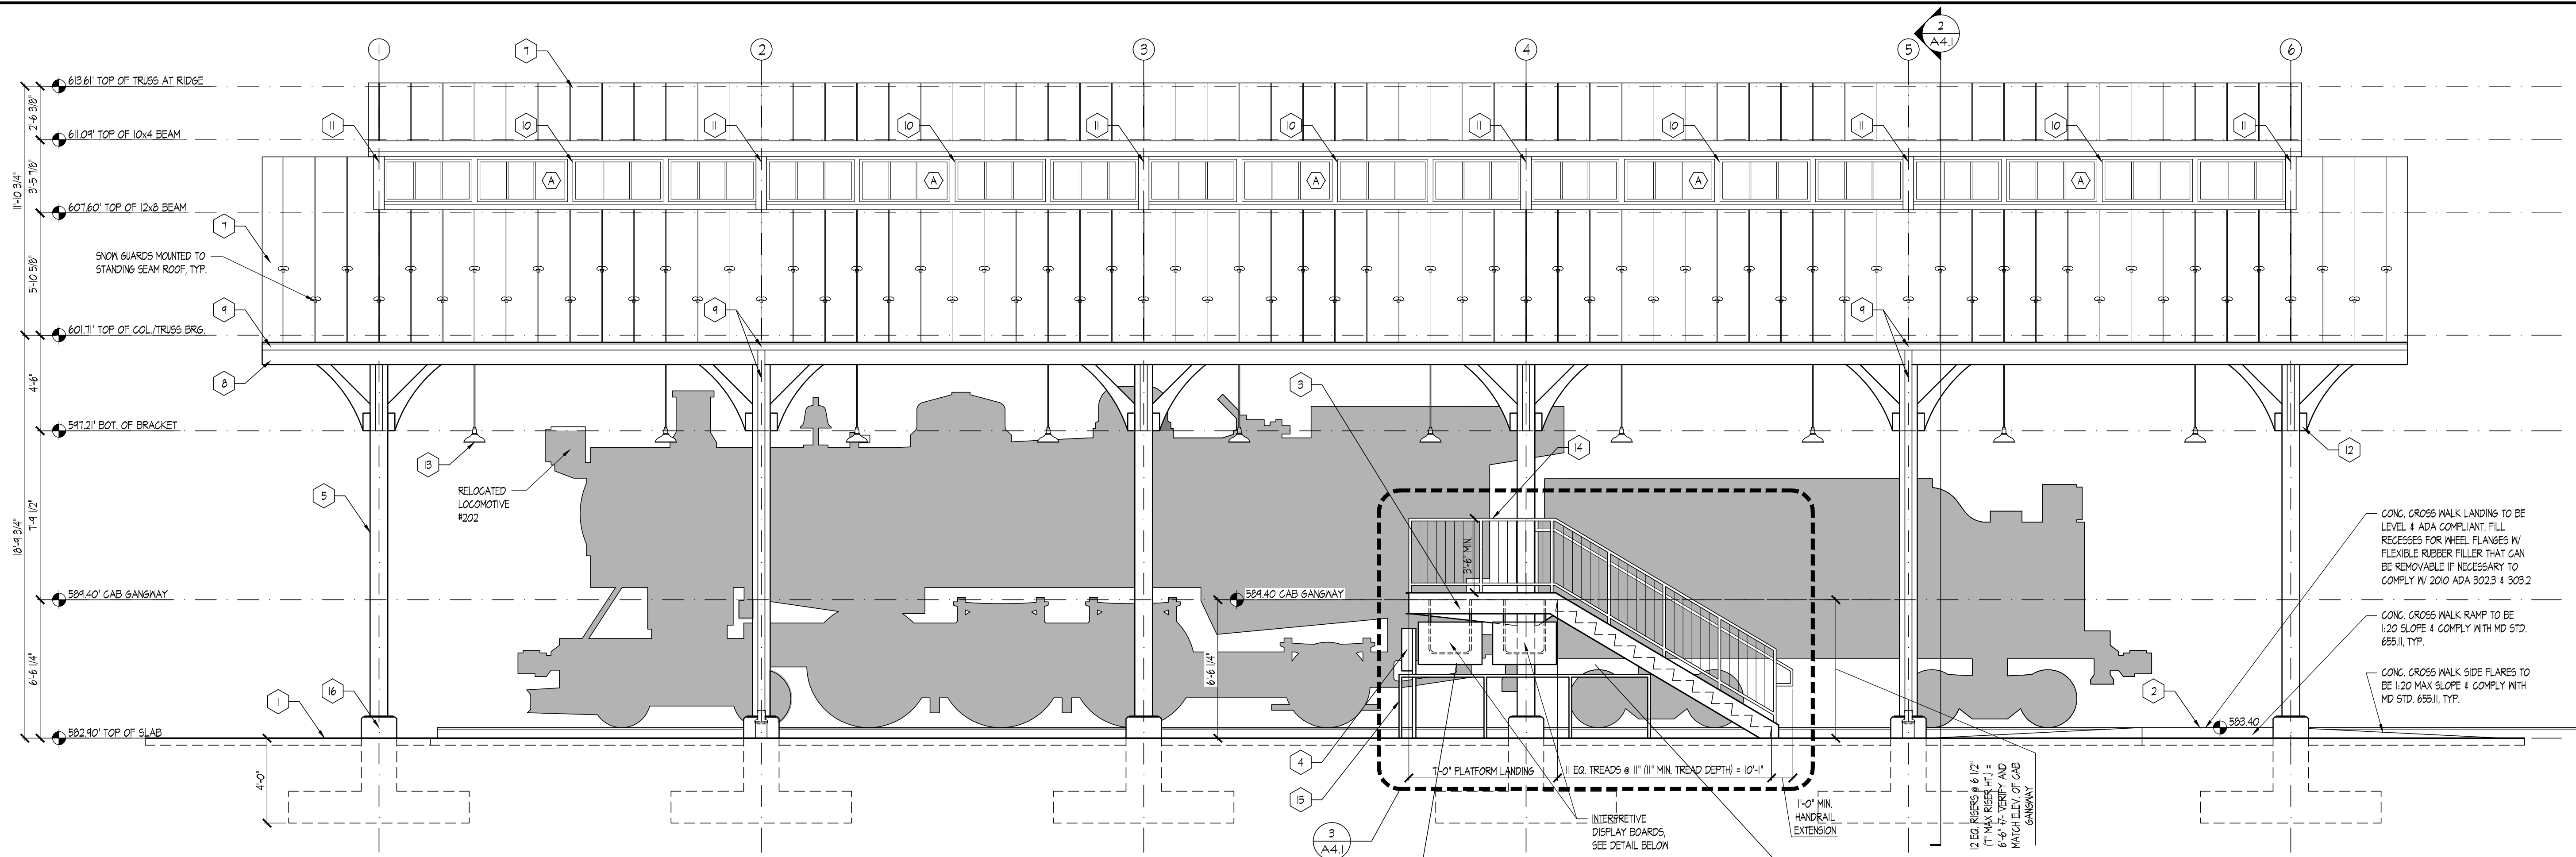 1
2
3
4
5
6
2
A4.1
7
613.61' TOP OF TRUSS AT RIDGE
2'-6 3/8"
611.09' TOP OF 10x4 BEAM
11
10
11
10
11
10
11
10
11
10
11
11'-10 3/4"
3'-5 7/8"
A
A
A
A
A
607.60' TOP OF 12x8 BEAM
7
SNOW GUARDS MOUNTED TO
STANDING SEAM ROOF, TYP.
5'-10 5/8"
9
9
9
601.71' TOP OF COL./TRUSS BRG.
8
3
4'-6"
597.21' BOT. OF BRACKET
13
14
12
RELOCATED
LOCOMOTIVE
#202
5
18'-9 3/4"
7'-9 1/2"
3'-6" MIN.
CONC. CROSS WALK LANDING TO BE
LEVEL & ADA COMPLIANT. FILL
RECESSES FOR WHEEL FLANGES W/
FLEXIBLE RUBBER FILLER THAT CAN
BE REMOVABLE IF NECESSARY TO
COMPLY W/ 2010 ADA 302.3 & 303.2
589.40' CAB GANGWAY
589.40 CAB GANGWAY
CONC. CROSS WALK RAMP TO BE
1:20 SLOPE & COMPLY WITH MD STD.
655.11, TYP.
6'-6 1/4"
6'-6 1/4"
4
CONC. CROSS WALK SIDE FLARES TO
BE 1:20 MAX SLOPE & COMPLY WITH
MD STD. 655.11, TYP.
1
16
2
583.40
582.90' TOP OF SLAB
4'-0"
4
15
7'-0" PLATFORM LANDING
11 EQ. TREADS @ 11" (11" MIN. TREAD DEPTH) = 10'-1"
1'-0" MIN.
HANDRAIL
EXTENSION
12 EQ. RISERS @ 6 1/2"
(7" MAX RISER HT.) =
6'-6" +/- VERIFY AND
MATCH ELEV. OF CAB
GANGWAY
3
A4.1
INTERPRETIVE
DISPLAY BOARDS,
SEE DETAIL BELOW